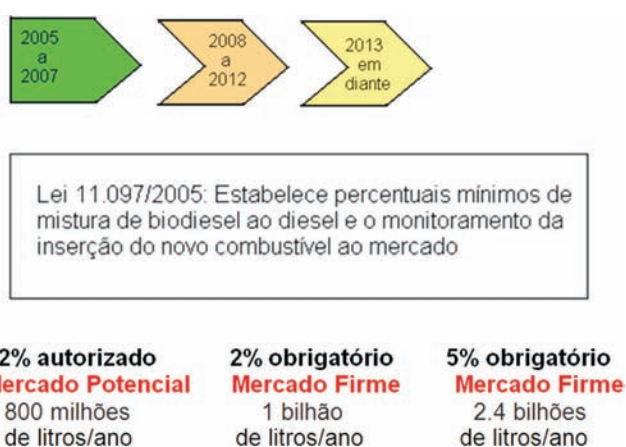 2005
a
2007
2008
a
2012
2013
em
diante
Lei 11.097/2005: Estabelece percentuais mínimos de
mistura de biodiesel ao diesel e o monitoramento da
inserção do novo combustível ao mercado
2% autorizado
Mercado Potencial
800 milhões
de litros/ano
2% obrigatório
Mercado Firme
1 bilhão
de litros/ano
5% obrigatório
Mercado Firme
2.4 bilhões
de litros/ano